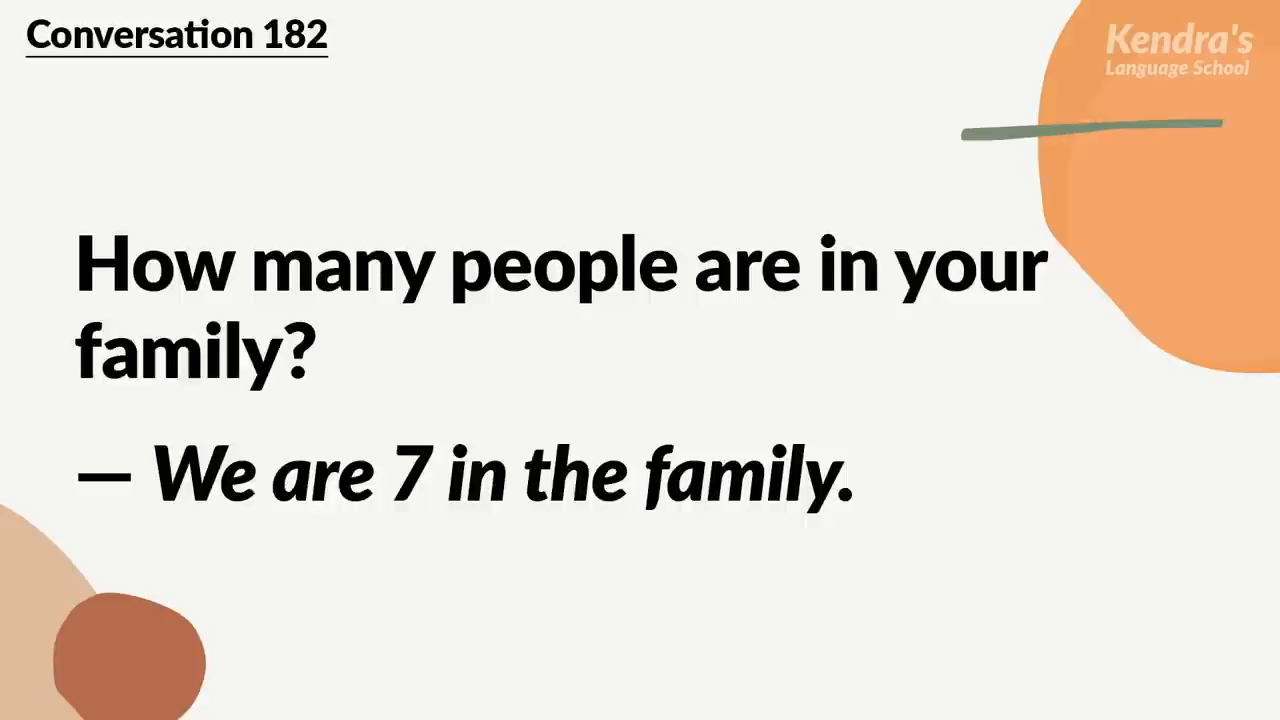 Conversation 182
Kendra's
Language School
How many people are in your
family?
— We are 7 in the family.